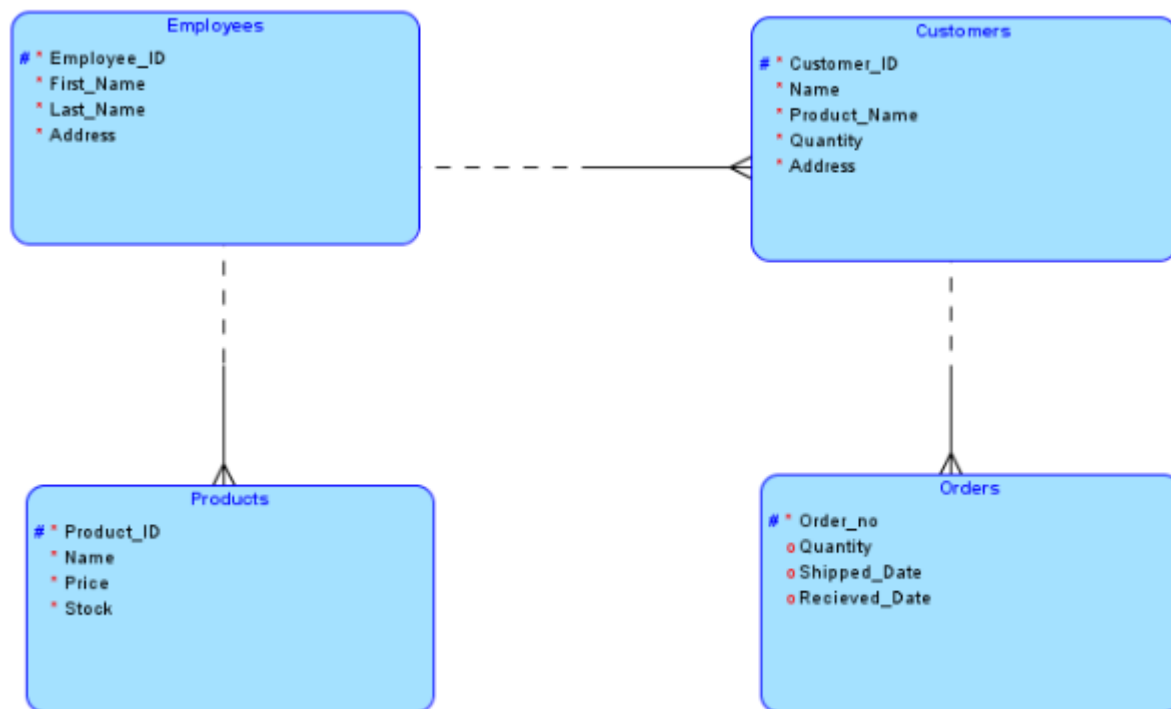 Employees
# * Employee_ID
* First_Name
* Last_Name
* Address
Customers
# * Customer_ID
* Name
* Product_Name
* Quantity
* Address
Products
# * Product_ID
* Name
* Price
* Stock
Orders
# * Order_no
o Quantity
o Shipped_Date
o Recieved_Date